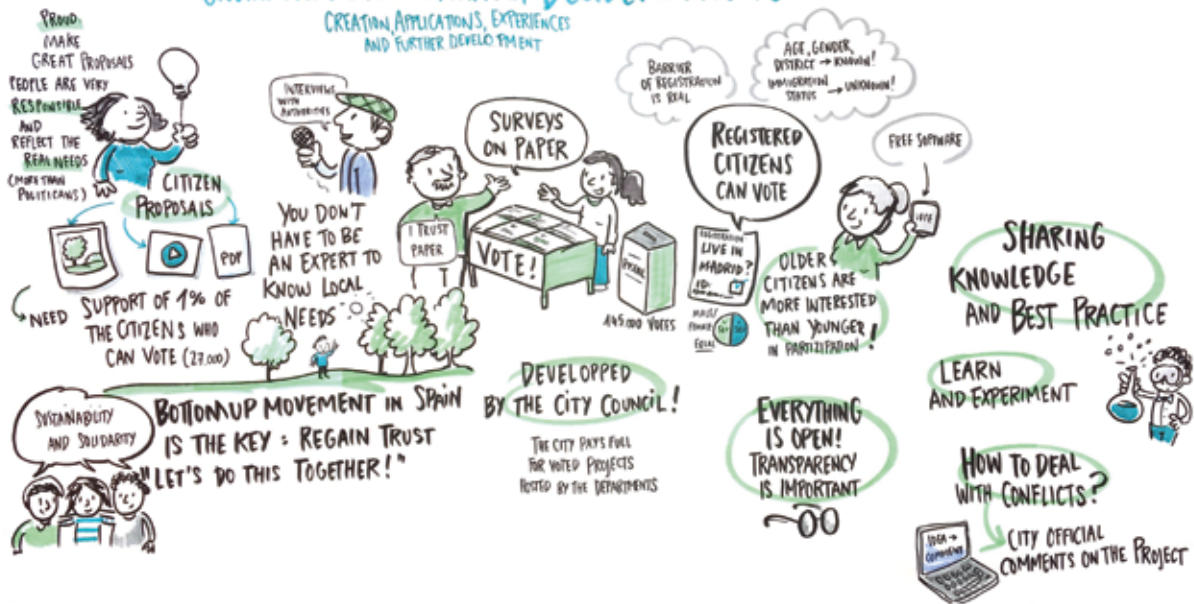 CREATION, APPLICATIONS, EXPERIENCES
AND FURTHER DEVELOPMENT
PROUD
MAKE
GREAT PROPOSALS
PEOPLE ARE VERY
RESPONSIBLE
AND
REFLECT THE
REAL NEEDS
(MORE THAN
POLITICANS)
CITIZEN
PROPOSALS
PDF
NEED
SUPPORT OF 1% OF
THE CITIZENS WHO
CAN VOTE (27.000)
INTERVIEWS
WITH
AUTHORITIES
YOU DON'T
HAVE TO BE
AN EXPERT TO
KNOW LOCAL
NEEDS
SURVEYS
ON PAPER
I TRUST
PAPER
VOTE!
145.000 VOTES
BARRIER
OF REGISTRATION
IS REAL
AGE, GENDER,
DISTRICT → KNOWN!
IMMIGRATION
STATUS → UNKNOWN!
REGISTERED
CITIZENS
CAN VOTE
REGISTRATION
LIVE IN
MADRID?
ID:
EQUAL
FREE SOFTWARE
VOTE
OLDER
CITIZENS ARE
MORE INTERESTED
THAN YOUNGER
IN PARTIZIPATION!
SHARING
KNOWLEDGE
AND BEST PRACTICE
LEARN
AND EXPERIMENT
SUSTAINABILITY
AND SOLIDARITY
BOTTOMUP MOVEMENT IN SPAIN
IS THE KEY: REGAIN TRUST
"LET'S DO THIS TOGETHER!"
DEVELOPPED
BY THE CITY COUNCIL!
THE CITY PAYS FULL
FOR VOTED PROJECTS
HOSTED BY THE DEPARTMENTS
EVERYTHING
IS OPEN!
TRANSPARENCY
IS IMPORTANT
HOW TO DEAL
WITH CONFLICTS?
IDEA →
COMMENT
CITY OFFICIAL
COMMENTS ON THE PROJECT